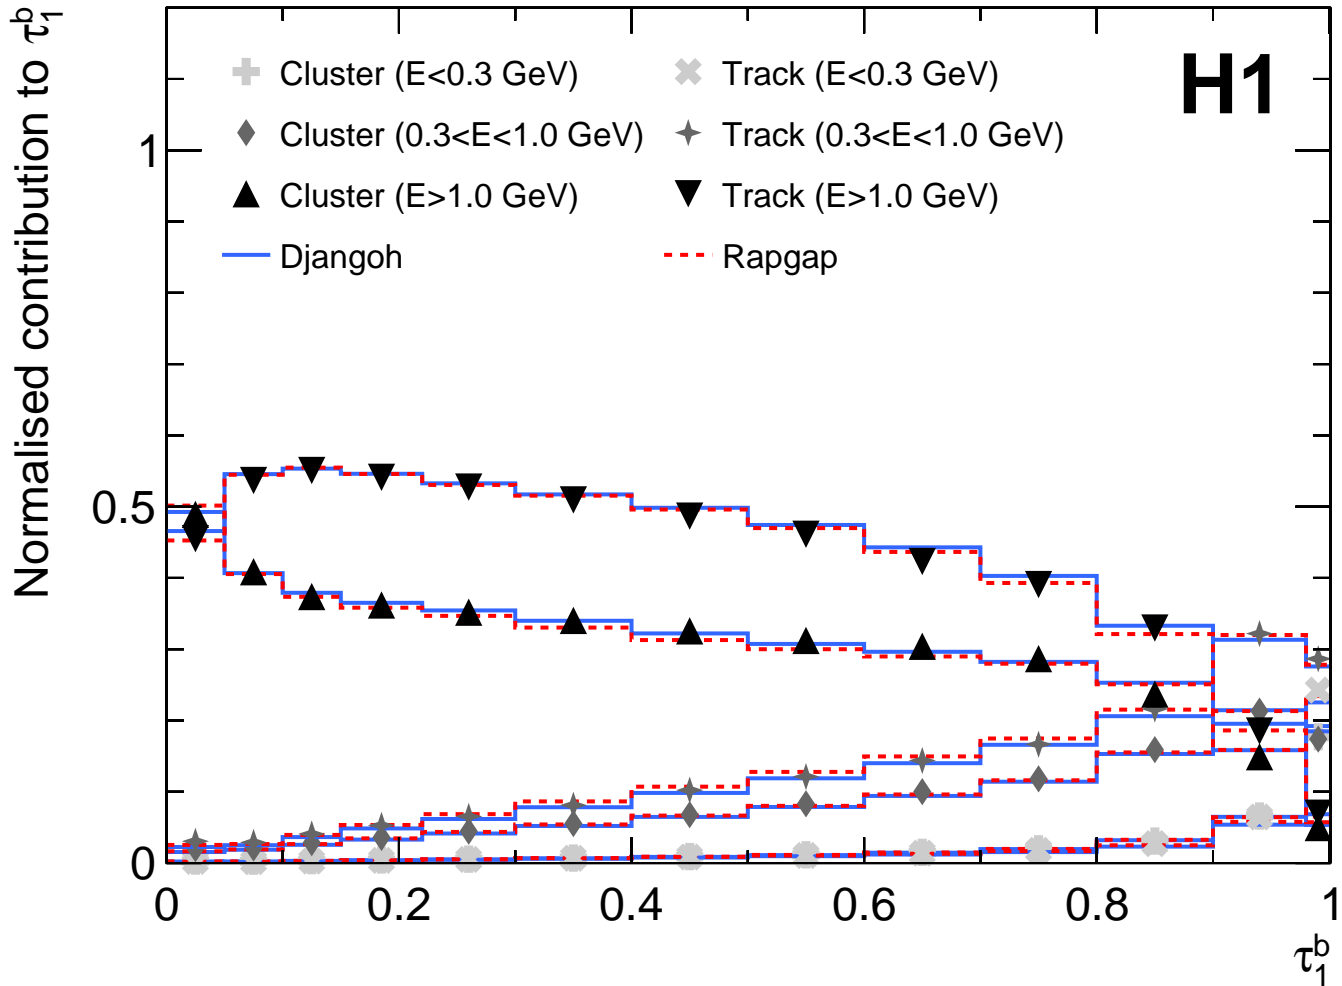 Normalised contribution to τ₁ᵇ
H1
Cluster (E<0.3 GeV)
Track (E<0.3 GeV)
Cluster (0.3<E<1.0 GeV)
Track (0.3<E<1.0 GeV)
Cluster (E>1.0 GeV)
Track (E>1.0 GeV)
Djangoh
Rapgap
1
0.5
0
0
0.2
0.4
0.6
0.8
1
τ₁ᵇ